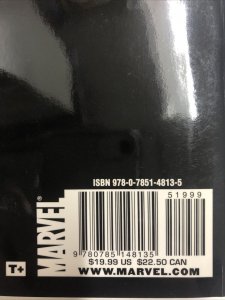 ISBN 978-0-7851-4813-5
51999
MARVEL®
9 780785 148135
$19.99 US $22.50 CAN
T+
WWW.MARVEL.COM